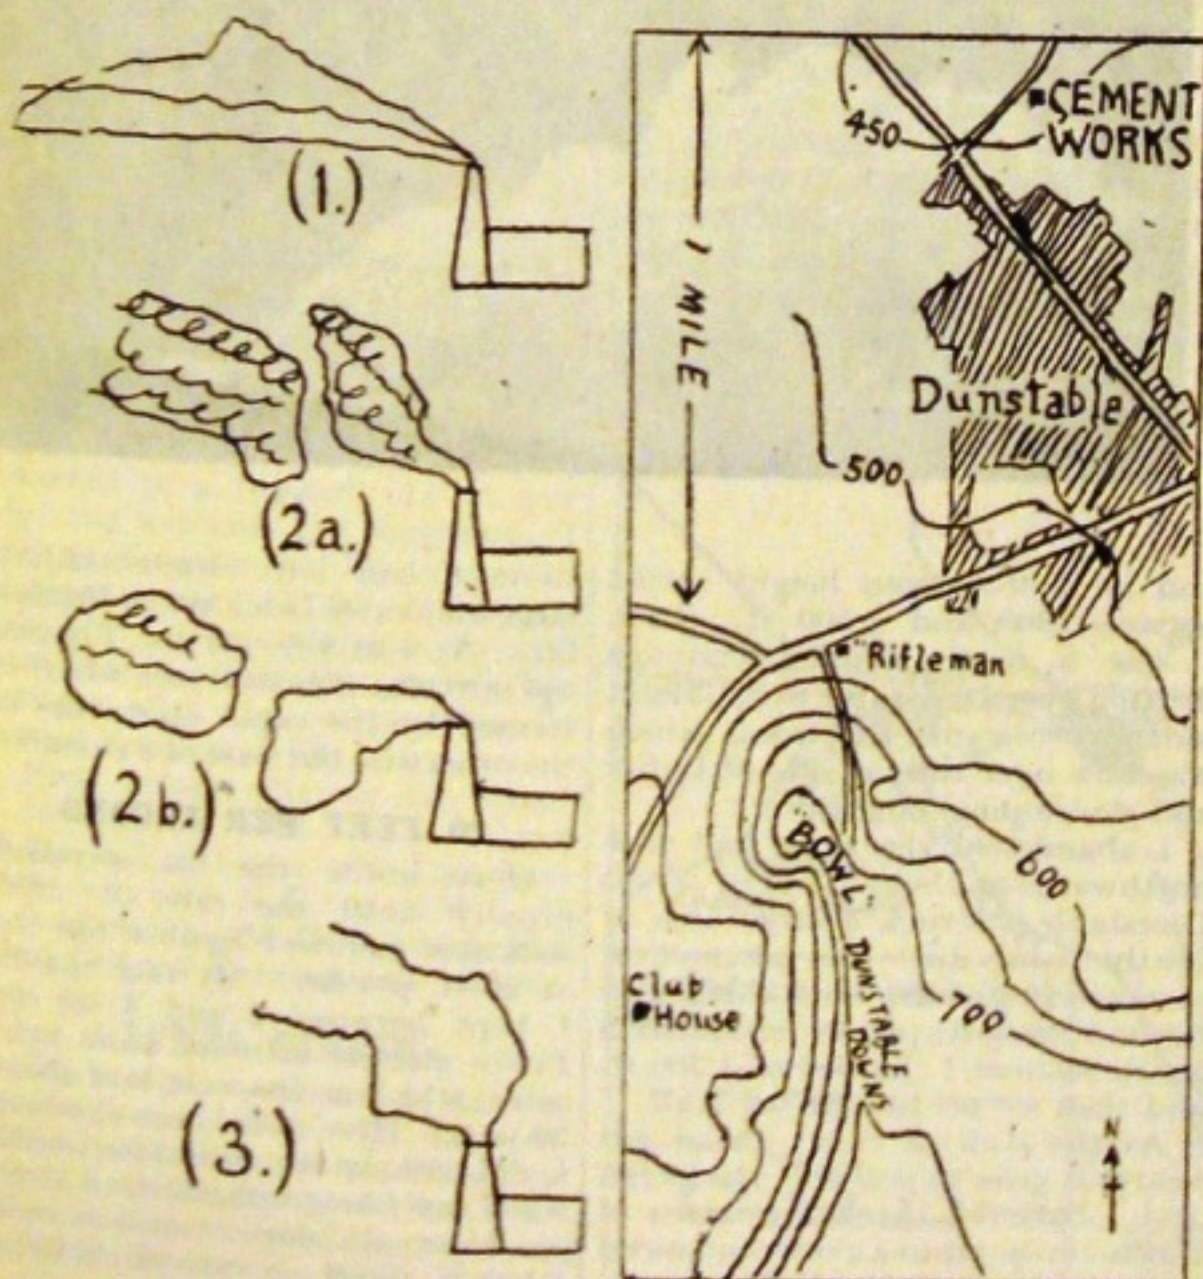 (1.)
(2a.)
(2b.)
(3.)
1 MILE
450
CEMENT
WORKS
Dunstable
500
Rifleman
BOWL
600
Club
House
DUNSTABLE
DOWNS
700
N